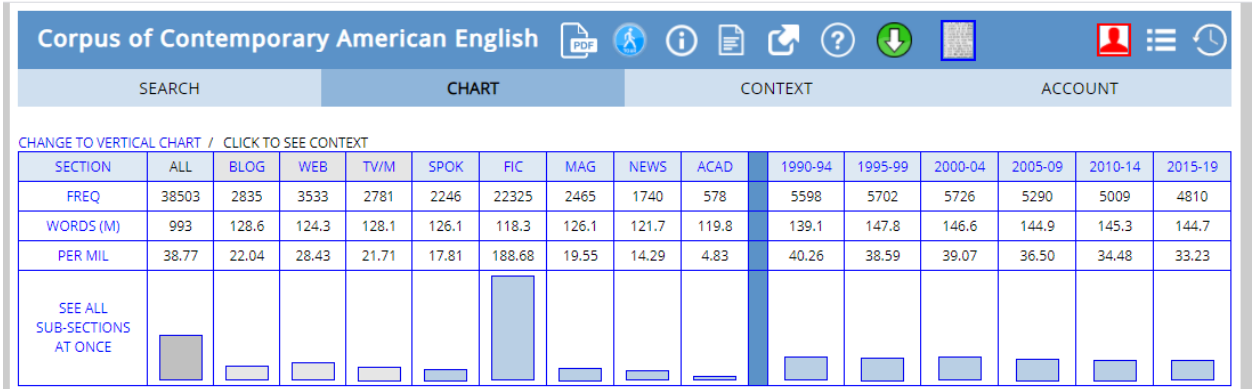 Corpus of Contemporary American English PDF
SEARCH CHART CONTEXT ACCOUNT
CHANGE TO VERTICAL CHART / CLICK TO SEE CONTEXT
SECTION ALL BLOG WEB TV/M SPOK FIC MAG NEWS ACAD 1990-94 1995-99 2000-04 2005-09 2010-14 2015-19
FREQ 38503 2835 3533 2781 2246 22325 2465 1740 578 5598 5702 5726 5290 5009 4810
WORDS (M) 993 128.6 124.3 128.1 126.1 118.3 126.1 121.7 119.8 139.1 147.8 146.6 144.9 145.3 144.7
PER MIL 38.77 22.04 28.43 21.71 17.81 188.68 19.55 14.29 4.83 40.26 38.59 39.07 36.50 34.48 33.23
SEE ALL
SUB-SECTIONS
AT ONCE